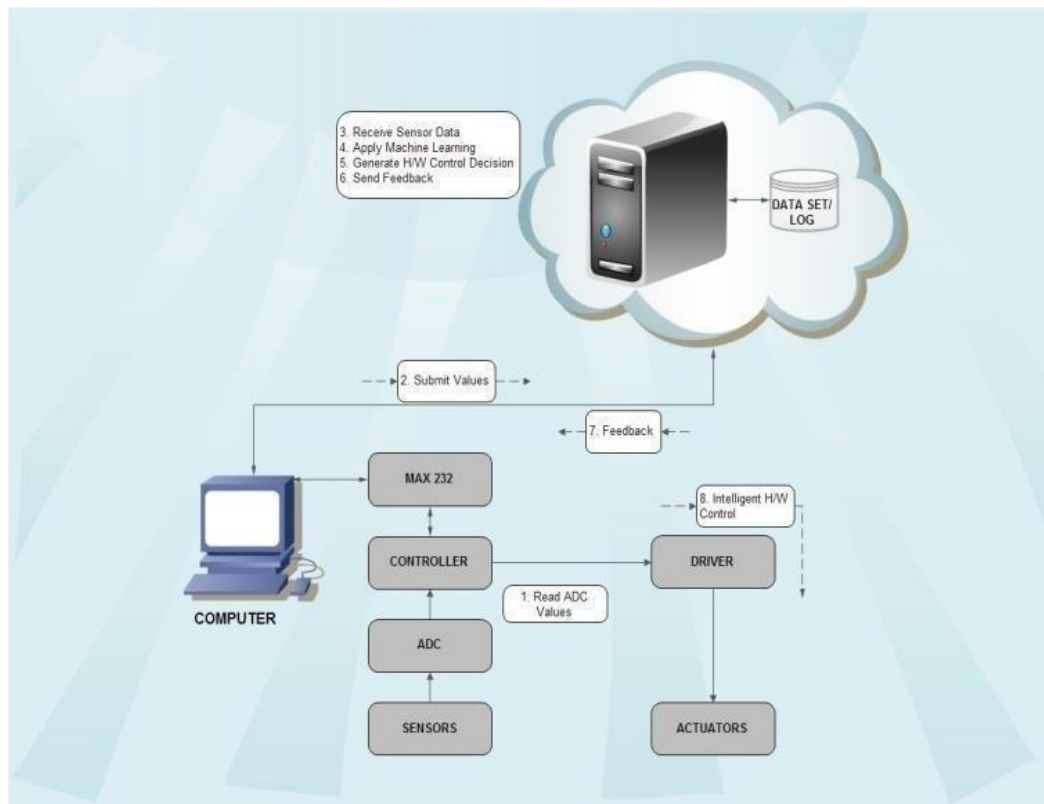 3. Receive Sensor Data
4. Apply Machine Learning
5. Generate H/W Control Decision
6. Send Feedback
DATA SET/
LOG
2. Submit Values
7. Feedback
MAX 232
8. Intelligent H/W
Control
CONTROLLER
DRIVER
1. Read ADC
Values
COMPUTER
ADC
SENSORS
ACTUATORS